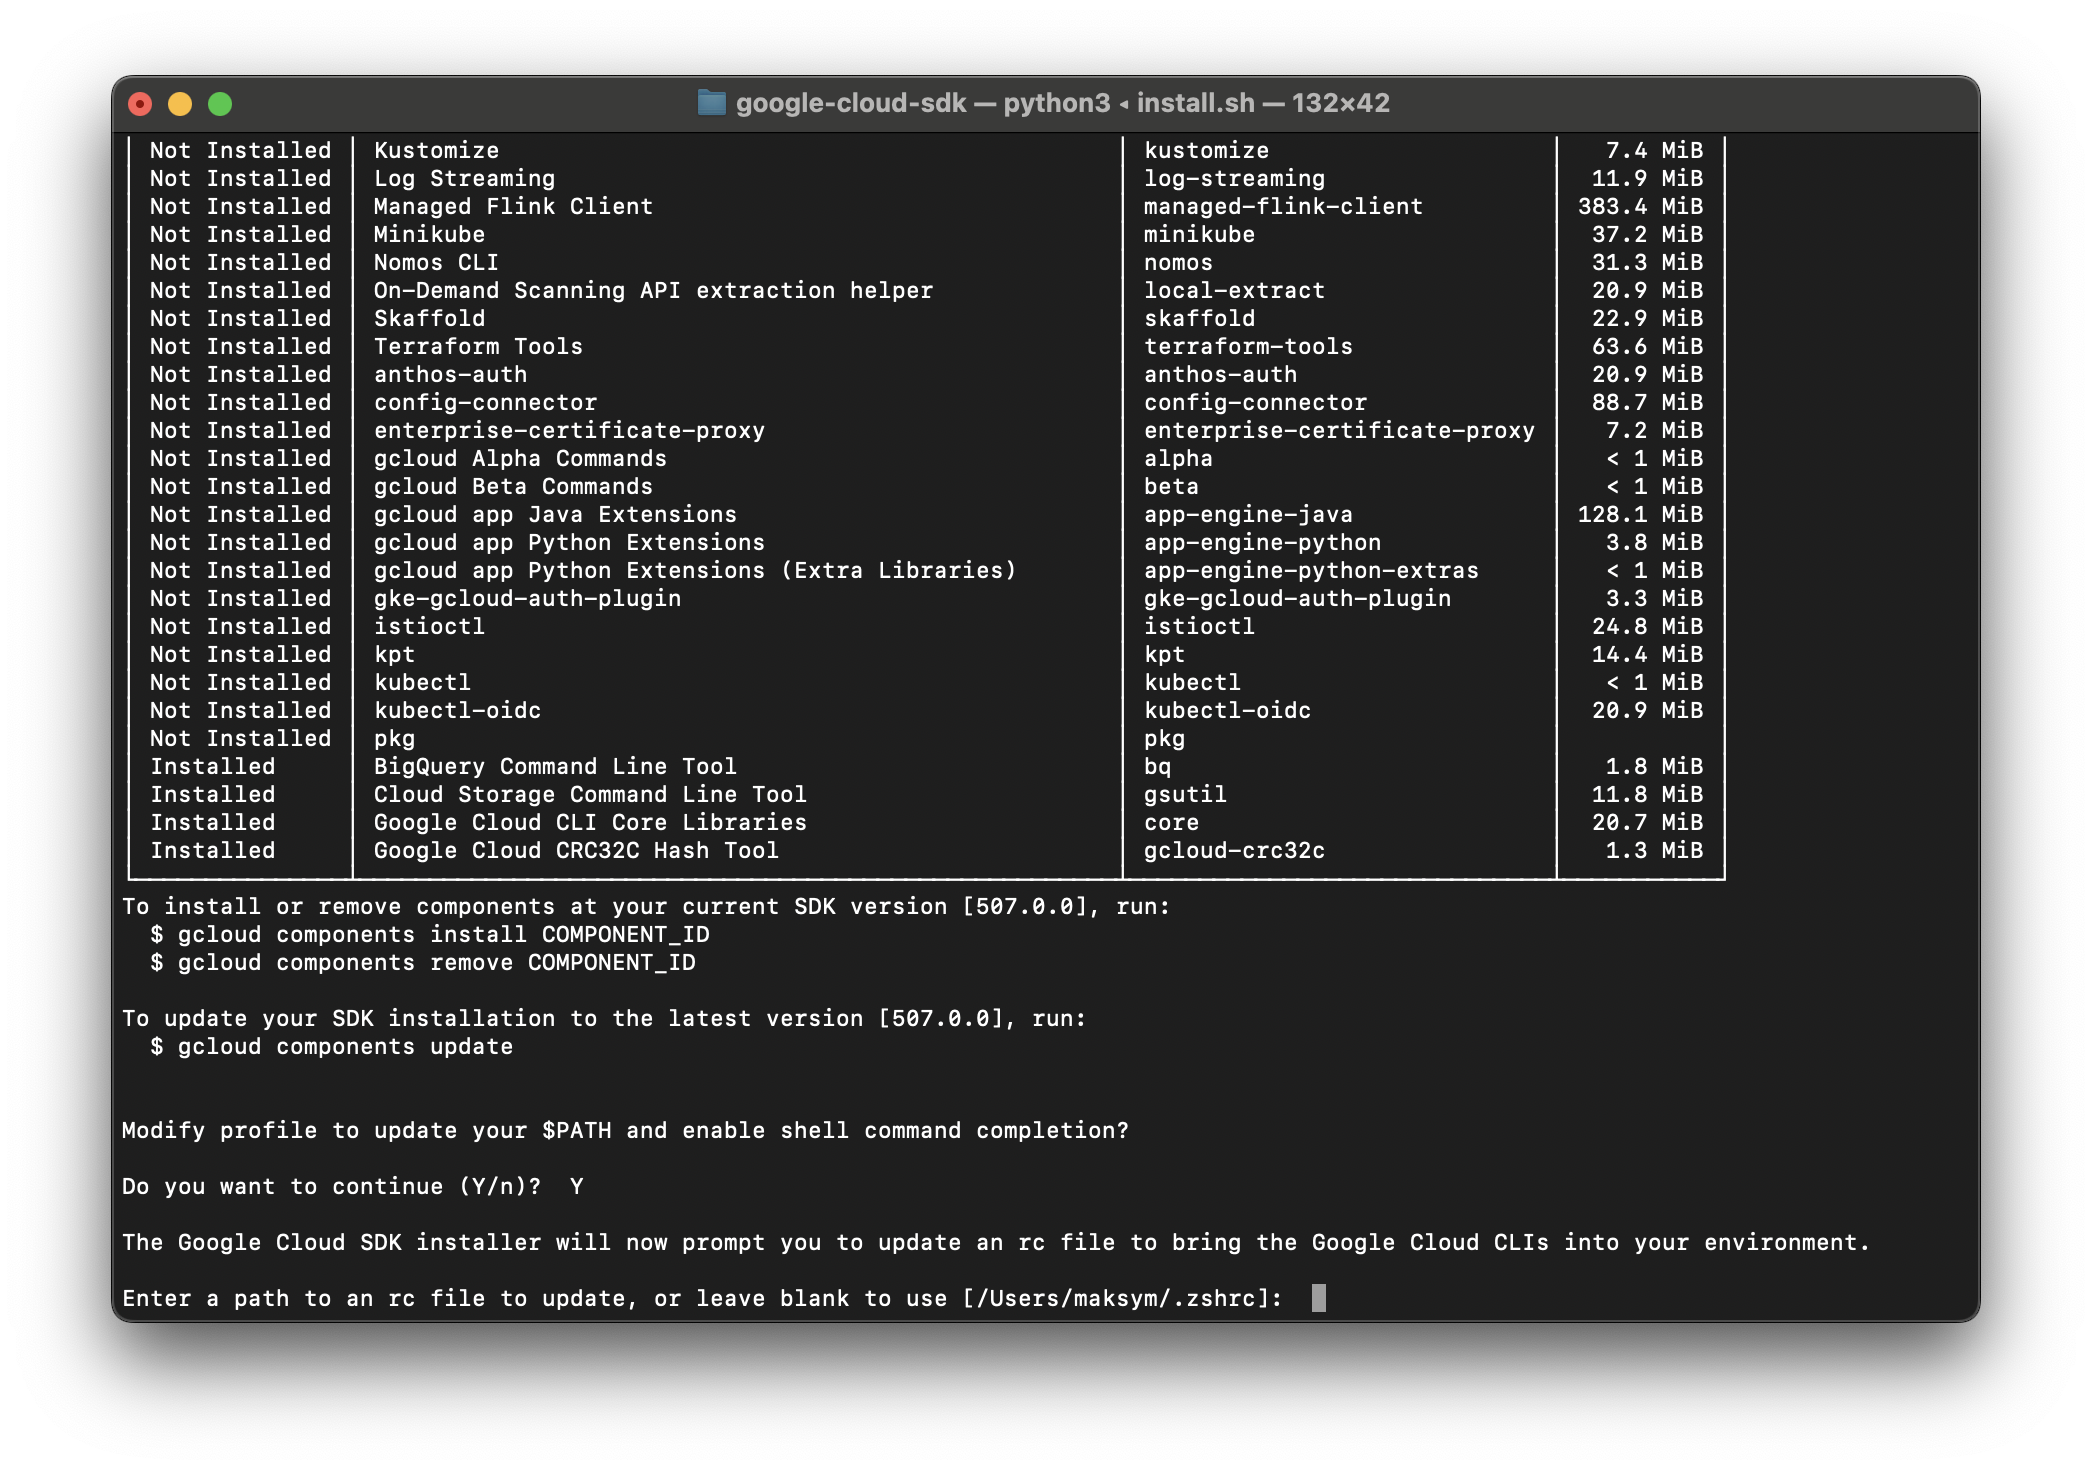 google-cloud-sdk — python3 ◂ install.sh — 132×42
│ Not Installed │ Kustomize │ kustomize │ 7.4 MiB │
│ Not Installed │ Log Streaming │ log-streaming │ 11.9 MiB │
│ Not Installed │ Managed Flink Client │ managed-flink-client │ 383.4 MiB │
│ Not Installed │ Minikube │ minikube │ 37.2 MiB │
│ Not Installed │ Nomos CLI │ nomos │ 31.3 MiB │
│ Not Installed │ On-Demand Scanning API extraction helper │ local-extract │ 20.9 MiB │
│ Not Installed │ Skaffold │ skaffold │ 22.9 MiB │
│ Not Installed │ Terraform Tools │ terraform-tools │ 63.6 MiB │
│ Not Installed │ anthos-auth │ anthos-auth │ 20.9 MiB │
│ Not Installed │ config-connector │ config-connector │ 88.7 MiB │
│ Not Installed │ enterprise-certificate-proxy │ enterprise-certificate-proxy │ 7.2 MiB │
│ Not Installed │ gcloud Alpha Commands │ alpha │ < 1 MiB │
│ Not Installed │ gcloud Beta Commands │ beta │ < 1 MiB │
│ Not Installed │ gcloud app Java Extensions │ app-engine-java │ 128.1 MiB │
│ Not Installed │ gcloud app Python Extensions │ app-engine-python │ 3.8 MiB │
│ Not Installed │ gcloud app Python Extensions (Extra Libraries) │ app-engine-python-extras │ < 1 MiB │
│ Not Installed │ gke-gcloud-auth-plugin │ gke-gcloud-auth-plugin │ 3.3 MiB │
│ Not Installed │ istioctl │ istioctl │ 24.8 MiB │
│ Not Installed │ kpt │ kpt │ 14.4 MiB │
│ Not Installed │ kubectl │ kubectl │ < 1 MiB │
│ Not Installed │ kubectl-oidc │ kubectl-oidc │ 20.9 MiB │
│ Not Installed │ pkg │ pkg │ │
│ Installed │ BigQuery Command Line Tool │ bq │ 1.8 MiB │
│ Installed │ Cloud Storage Command Line Tool │ gsutil │ 11.8 MiB │
│ Installed │ Google Cloud CLI Core Libraries │ core │ 20.7 MiB │
│ Installed │ Google Cloud CRC32C Hash Tool │ gcloud-crc32c │ 1.3 MiB │
To install or remove components at your current SDK version [507.0.0], run:
$ gcloud components install COMPONENT_ID
$ gcloud components remove COMPONENT_ID
To update your SDK installation to the latest version [507.0.0], run:
$ gcloud components update
Modify profile to update your $PATH and enable shell command completion?
Do you want to continue (Y/n)?  Y
The Google Cloud SDK installer will now prompt you to update an rc file to bring the Google Cloud CLIs into your environment.
Enter a path to an rc file to update, or leave blank to use [/Users/maksym/.zshrc]: